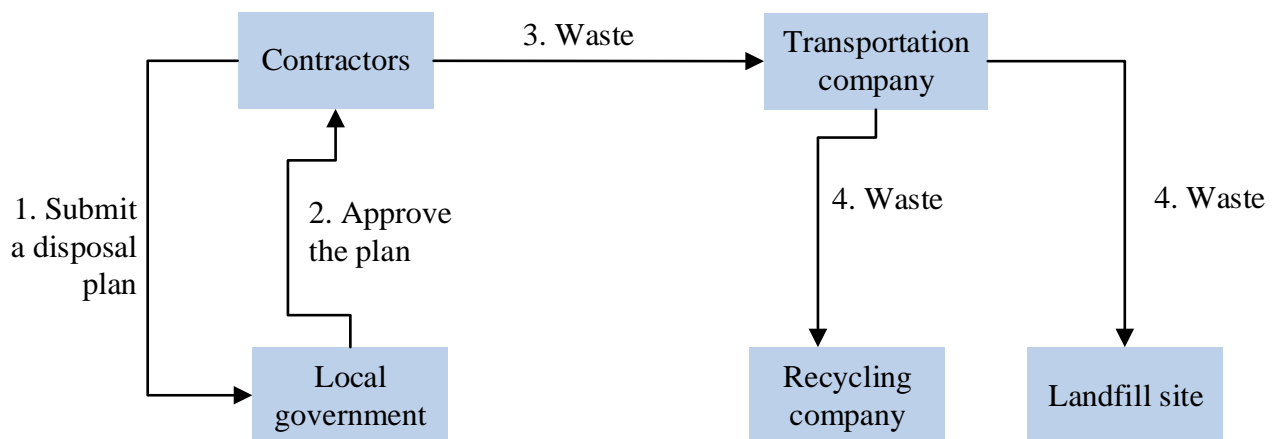 Contractors
3. Waste
Transportation
company
1. Submit
a disposal
plan
2. Approve
the plan
4. Waste
4. Waste
Local
government
Recycling
company
Landfill site